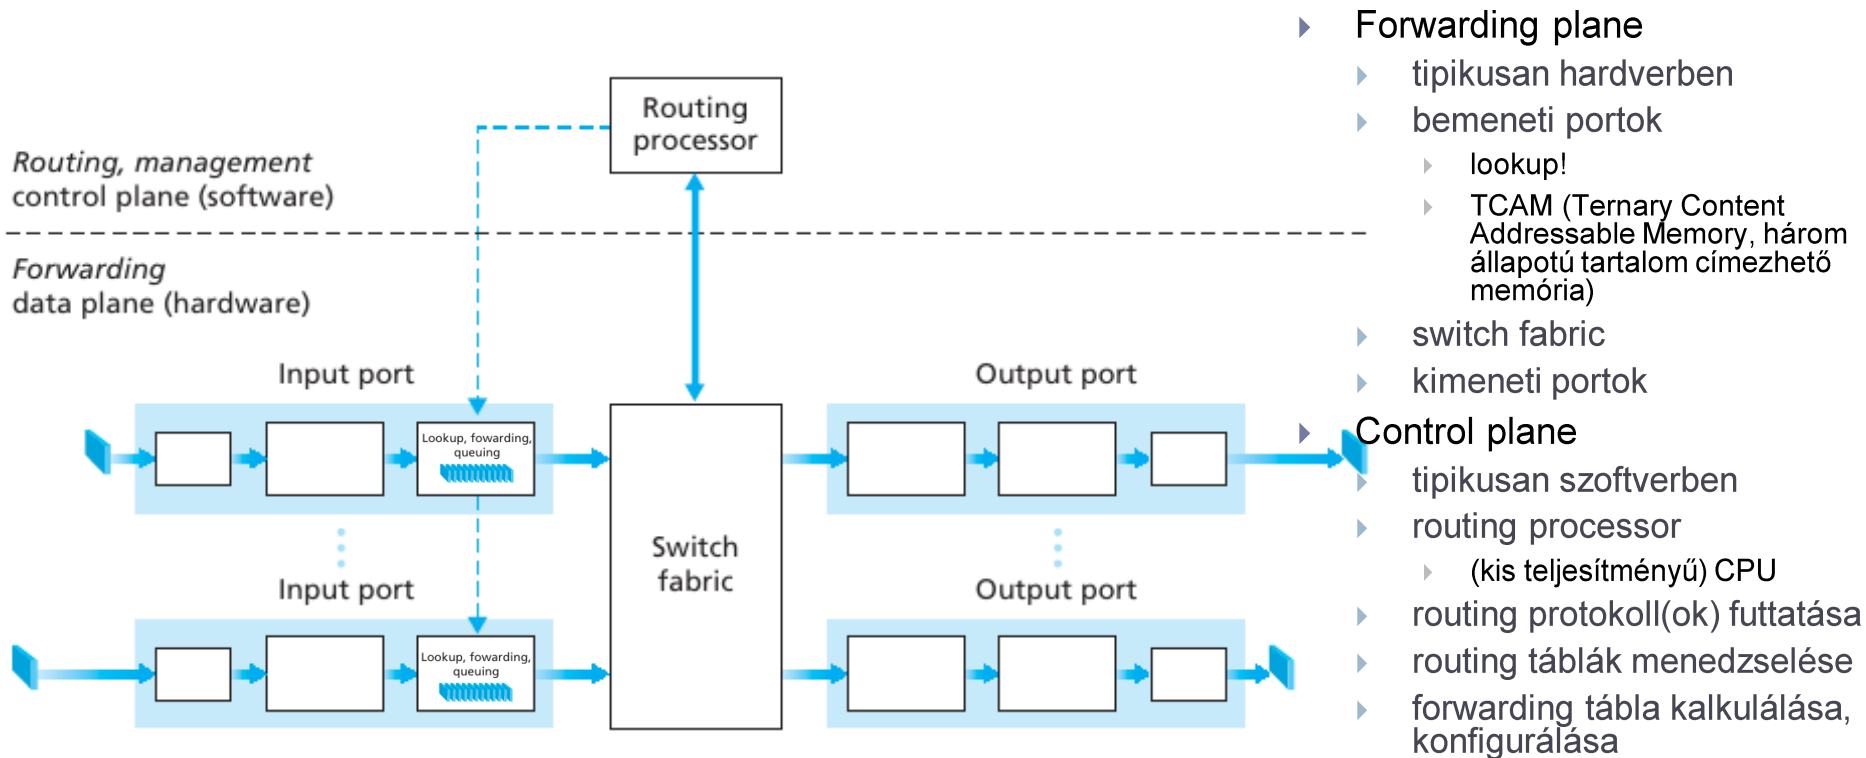 Routing
processor
Routing, management
control plane (software)
Forwarding
data plane (hardware)
Input port
Output port
Lookup, fowarding,
queuing
Switch
fabric
Input port
Output port
Lookup, fowarding,
queuing
Forwarding plane
tipikusan hardverben
bemeneti portok
lookup!
TCAM (Ternary Content
Addressable Memory, három
állapotú tartalom címezhető
memória)
switch fabric
kimeneti portok
Control plane
tipikusan szoftverben
routing processor
(kis teljesítményű) CPU
routing protokoll(ok) futtatása
routing táblák menedzselése
forwarding tábla kalkulálása,
konfigurálása